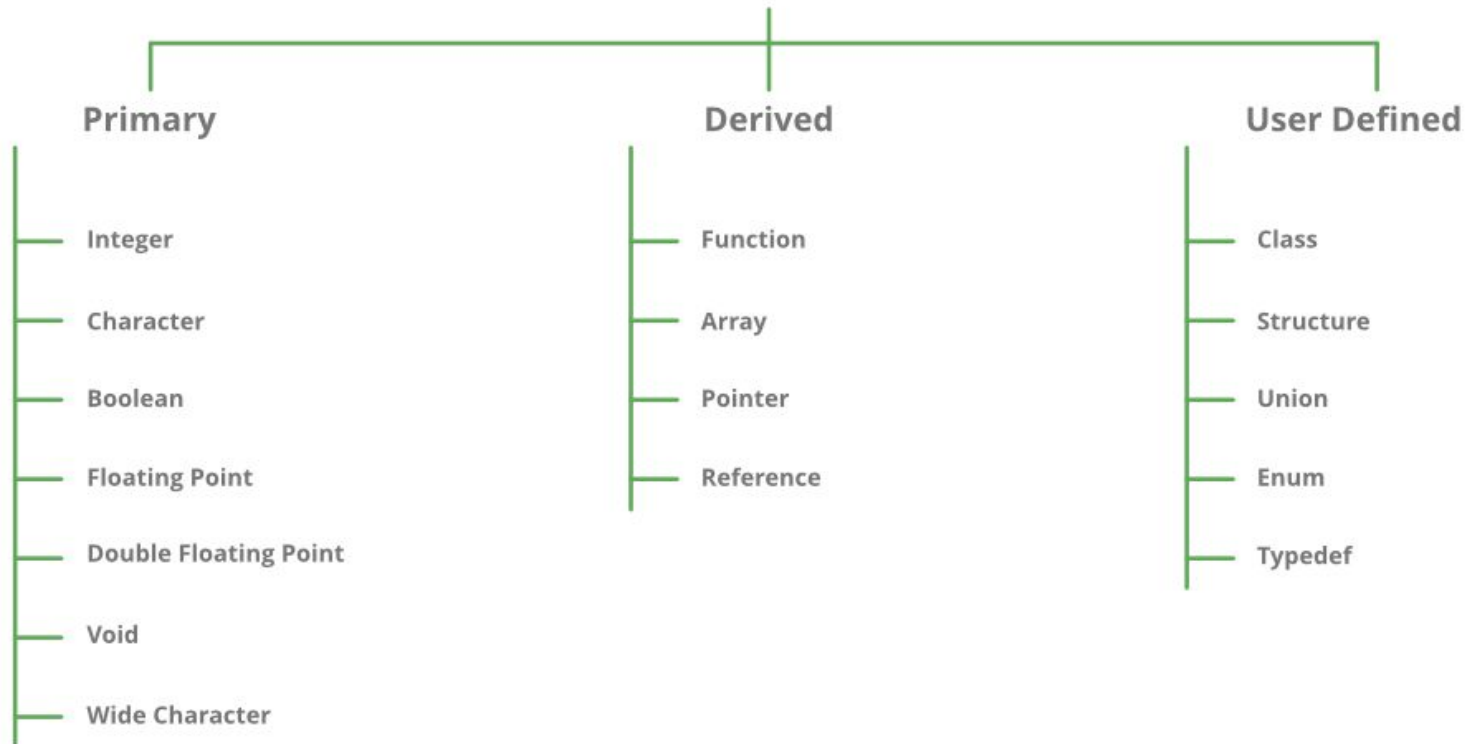 Primary
Integer
Character
Boolean
Floating Point
Double Floating Point
Void
Wide Character
Derived
Function
Array
Pointer
Reference
User Defined
Class
Structure
Union
Enum
Typedef